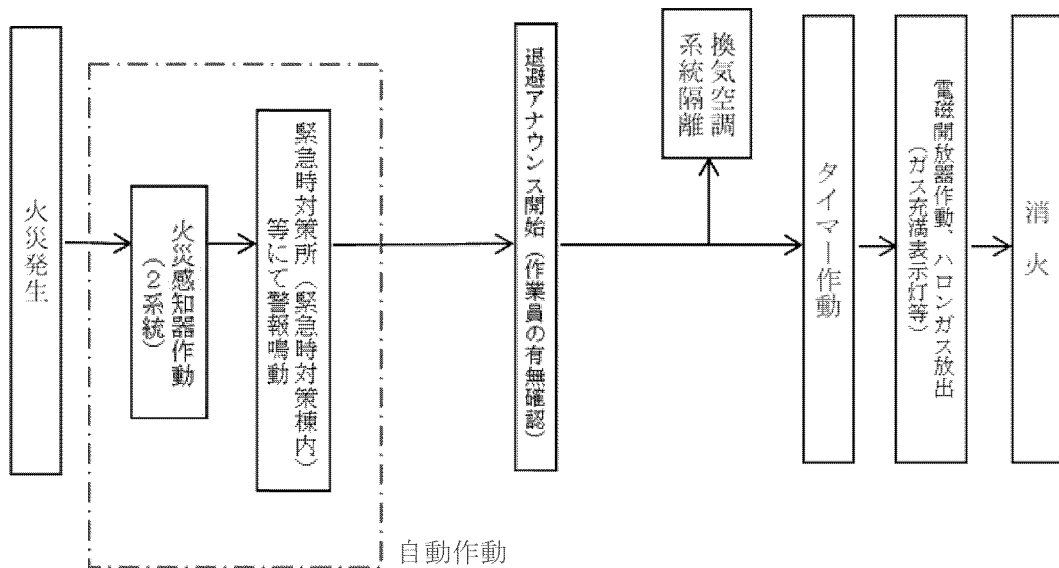 火災発生
火災感知器作動
（２系統）
緊急時対策所（緊急時対策棟内）
等にて警報鳴動
自動作動
退避アナウンス開始（作業員の有無確認）
換気空調
系統隔離
タイマー作動
電磁開放器作動、ハロンガス放出
（ガス充満表示灯等）
消火